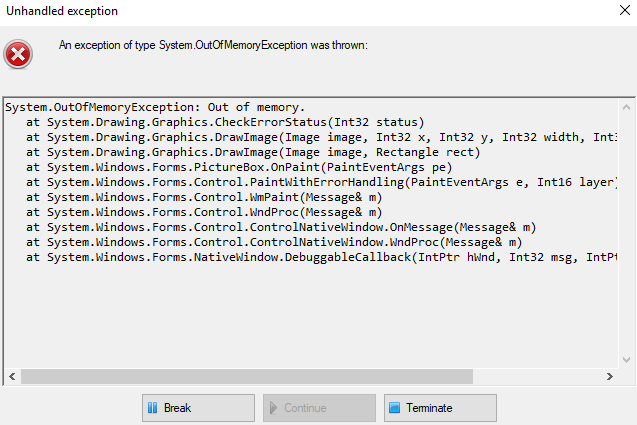 Unhandled exception
An exception of type System.OutOfMemoryException was thrown:
System.OutOfMemoryException: Out of memory.
at System.Drawing.Graphics.CheckErrorStatus(Int32 status)
at System.Drawing.Graphics.DrawImage(Image image, Int32 x, Int32 y, Int32 width, Int3
at System.Drawing.Graphics.DrawImage(Image image, Rectangle rect)
at System.Windows.Forms.PictureBox.OnPaint(PaintEventArgs pe)
at System.Windows.Forms.Control.PaintWithErrorHandling(PaintEventArgs e, Int16 layer)
at System.Windows.Forms.Control.WmPaint(Message& m)
at System.Windows.Forms.Control.WndProc(Message& m)
at System.Windows.Forms.Control.ControlNativeWindow.OnMessage(Message& m)
at System.Windows.Forms.Control.ControlNativeWindow.WndProc(Message& m)
at System.Windows.Forms.NativeWindow.DebuggableCallback(IntPtr hWnd, Int32 msg, IntPt
Break
Continue
Terminate